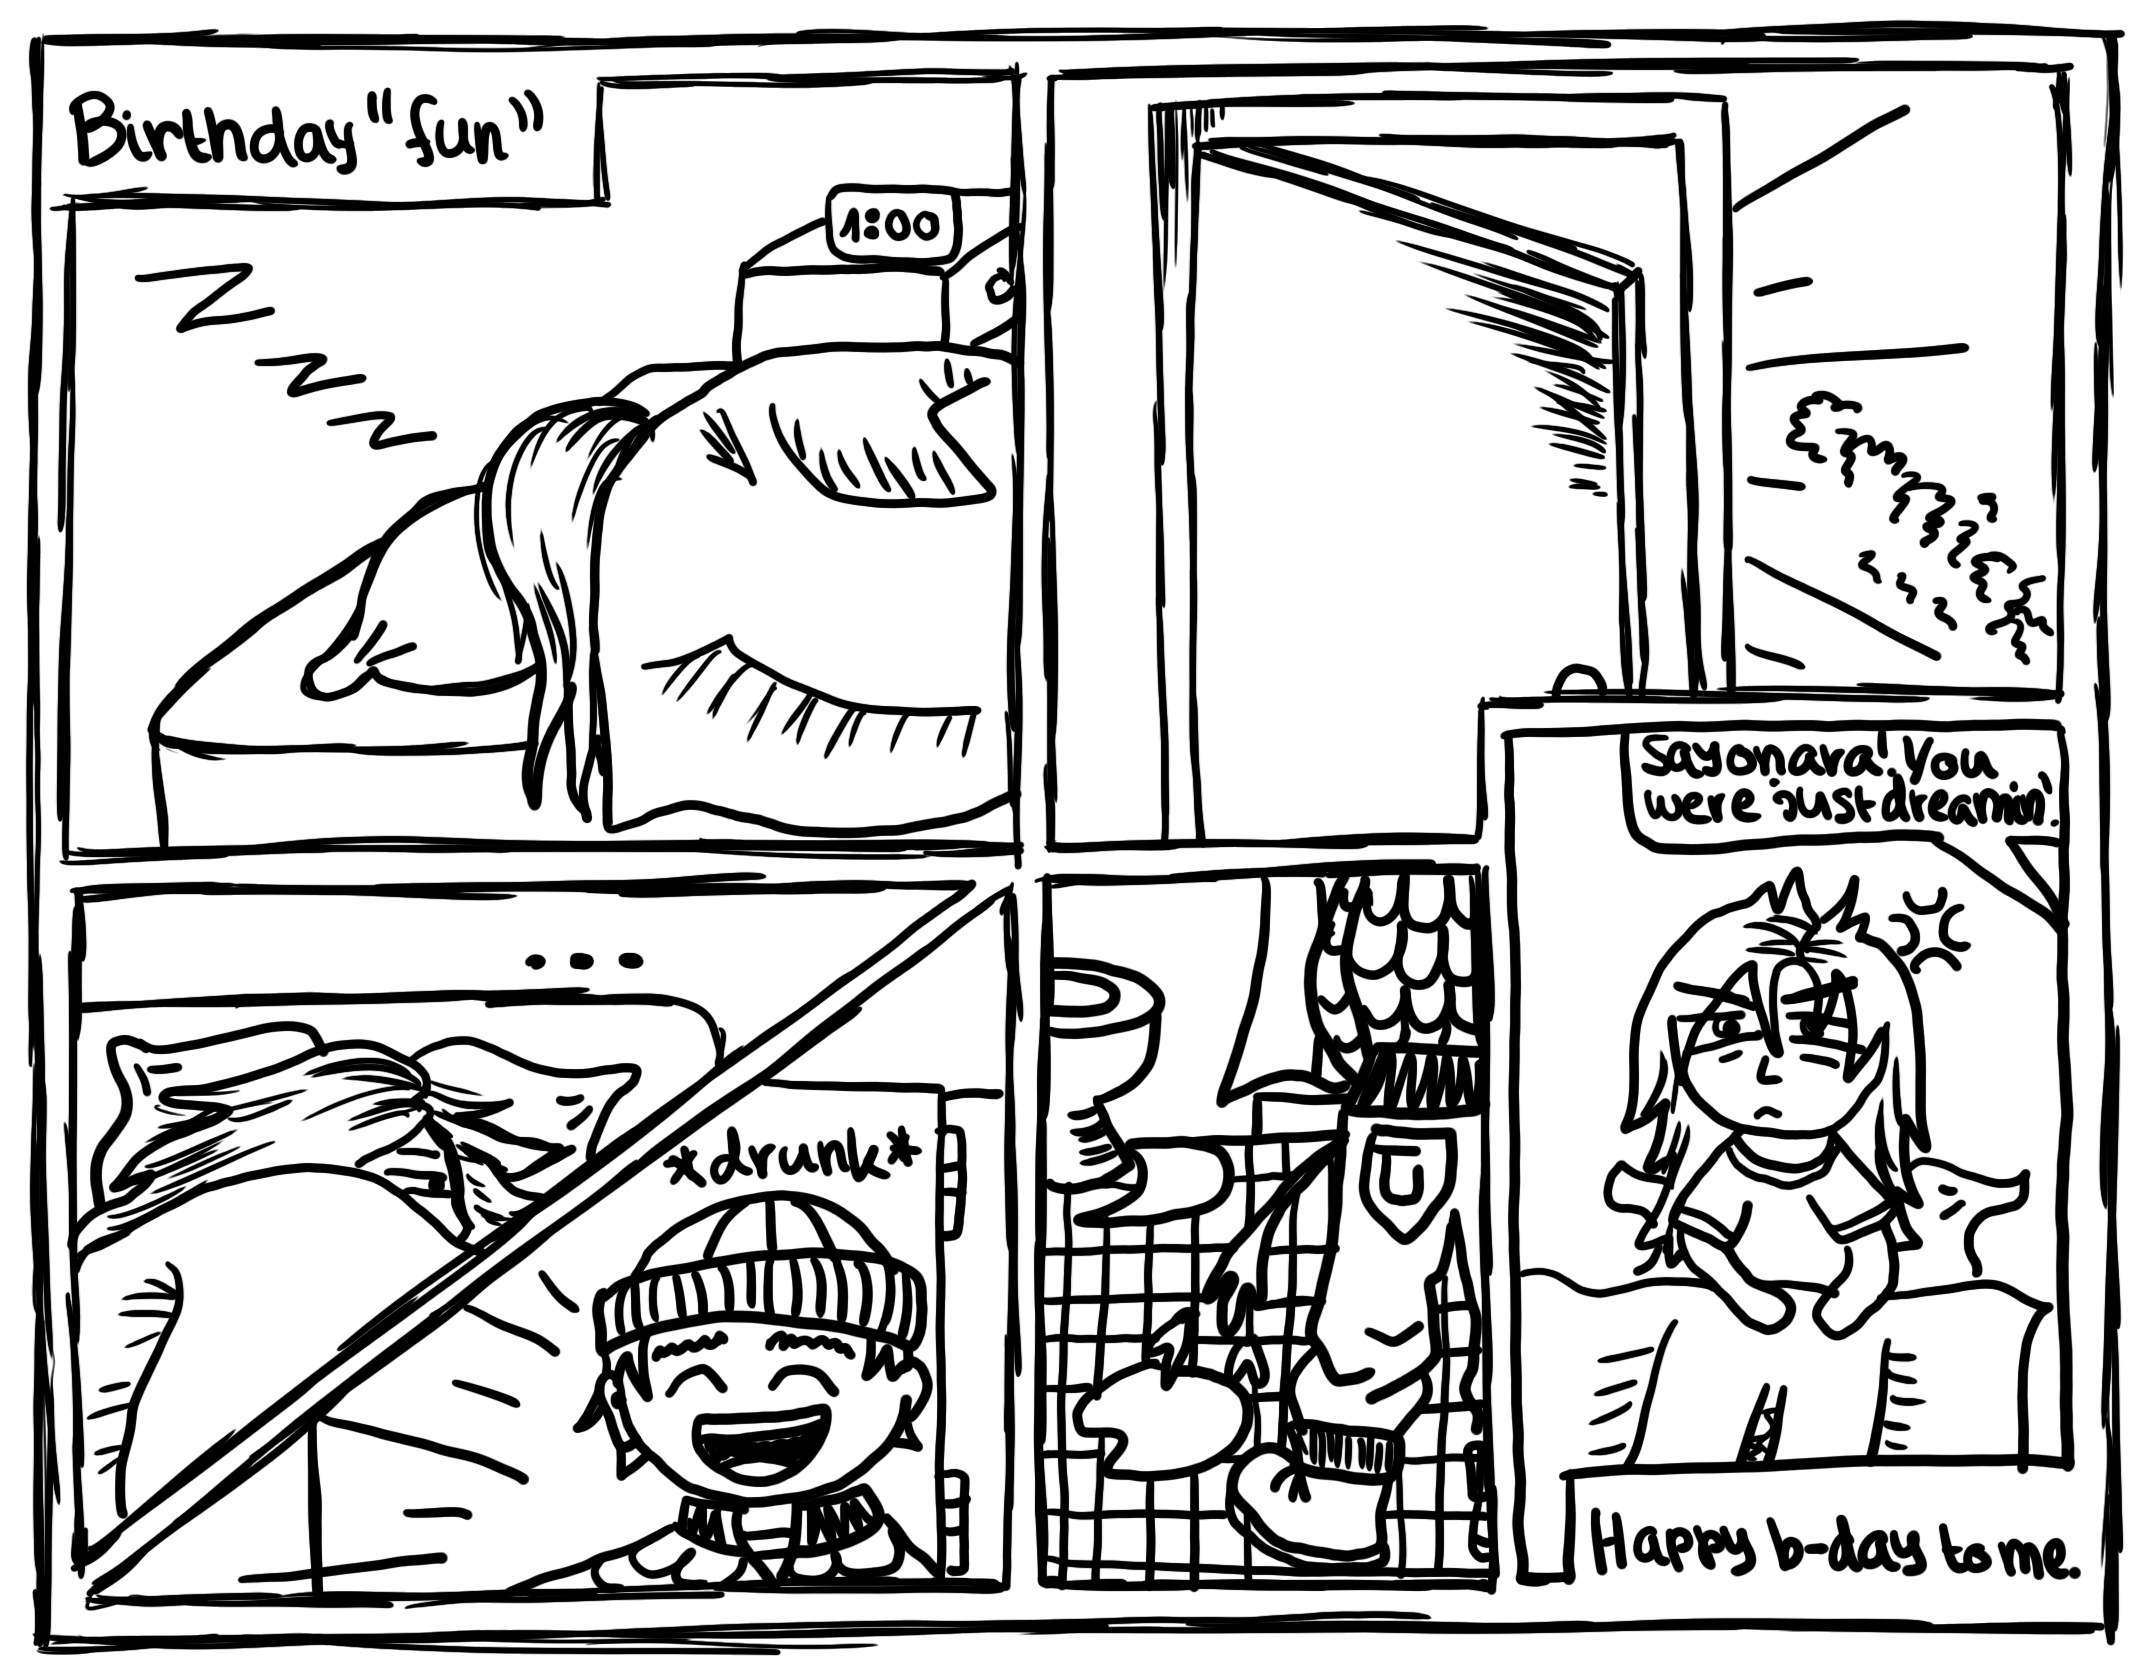 Birthday "fun"
1:00
...
*drunk*
Sayonara! You
were just dreamin'.
Happy b-day to me.